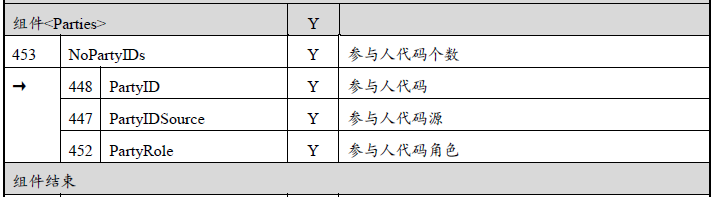 组件<Parties> Y
453 NoPartyIDs Y 参与人代码个数
→ 448 PartyID Y 参与人代码
447 PartyIDSource Y 参与人代码源
452 PartyRole Y 参与人代码角色
组件结束